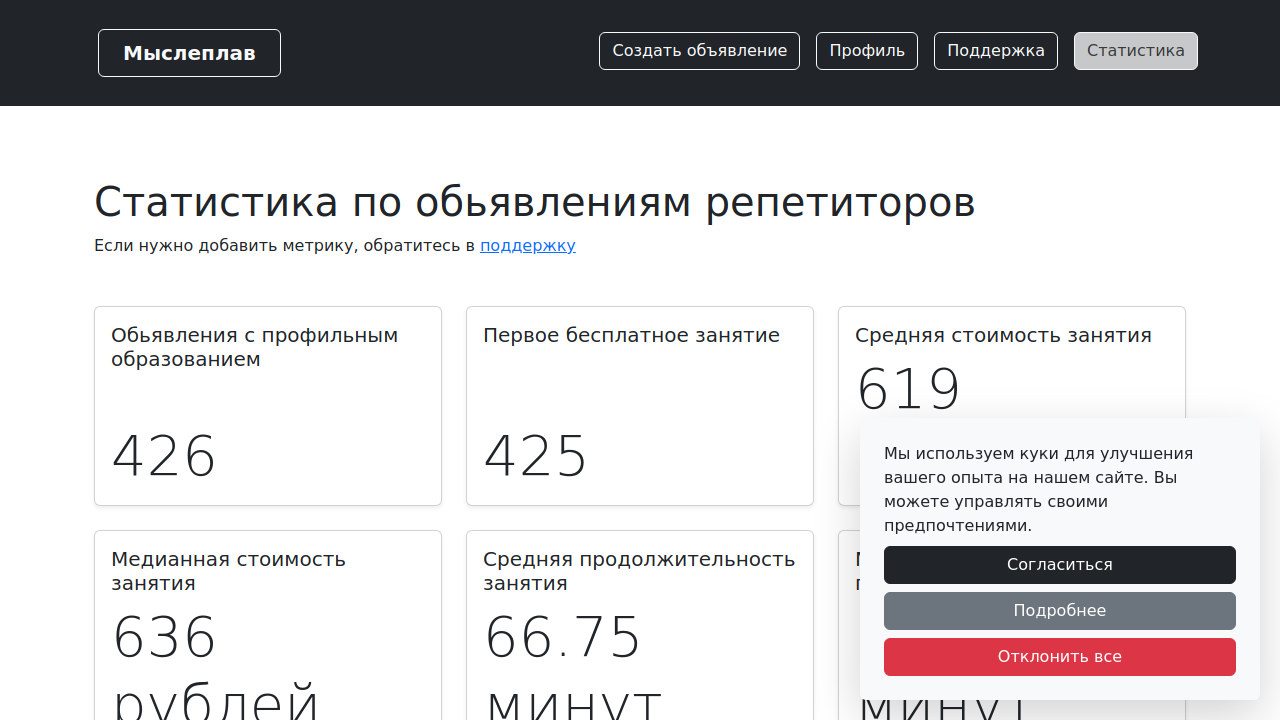 Мыслеплав
Создать объявление
Профиль
Поддержка
Статистика
Статистика по обьявлениям репетиторов
Если нужно добавить метрику, обратитесь в поддержку
Обьявления с профильным
образованием
426
Первое бесплатное занятие
425
Средняя стоимость занятия
619
Медианная стоимость
занятия
636
рублей
Средняя продолжительность
занятия
66.75
минут
минут
Мы используем куки для улучшения
вашего опыта на нашем сайте. Вы
можете управлять своими
предпочтениями.
Согласиться
Подробнее
Отклонить все